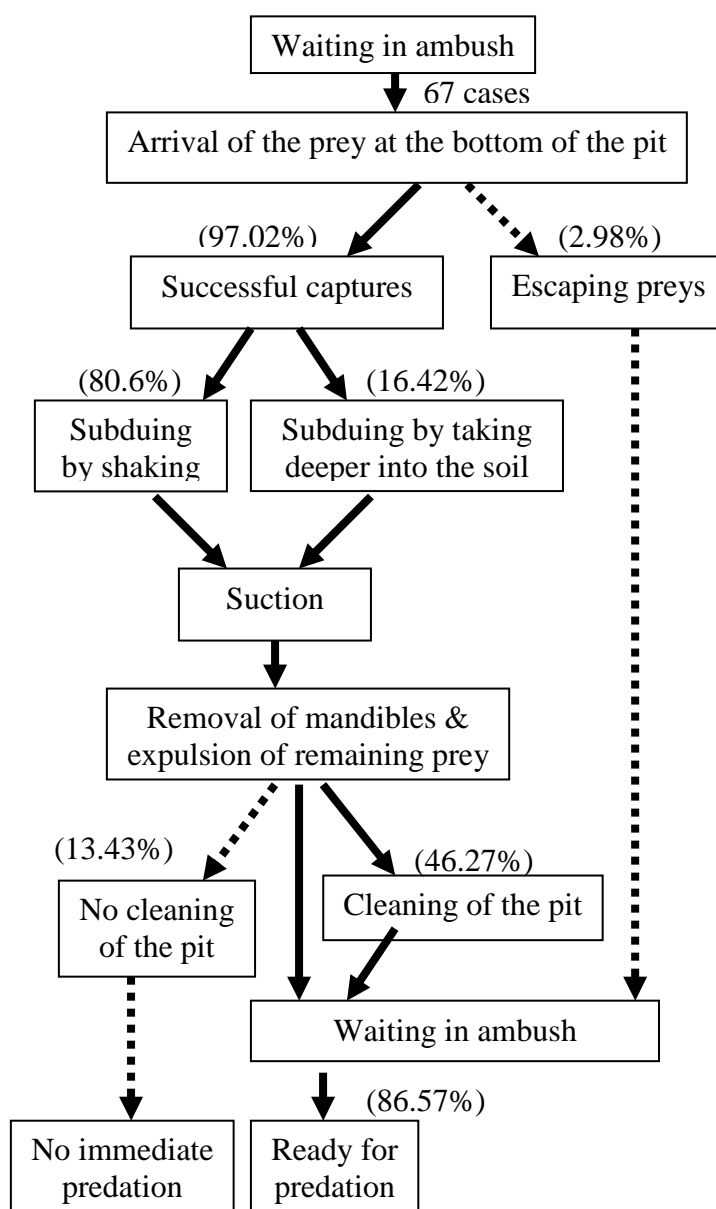 Waiting in ambush
67 cases
Arrival of the prey at the bottom of the pit
(97.02%)
(2.98%)
Successful captures
Escaping preys
(80.6%)
(16.42%)
Subduing
by shaking
Subduing by taking
deeper into the soil
Suction
Removal of mandibles &
expulsion of remaining prey
(13.43%)
(46.27%)
No cleaning
of the pit
Cleaning of the pit
Waiting in ambush
(86.57%)
No immediate
predation
Ready for
predation